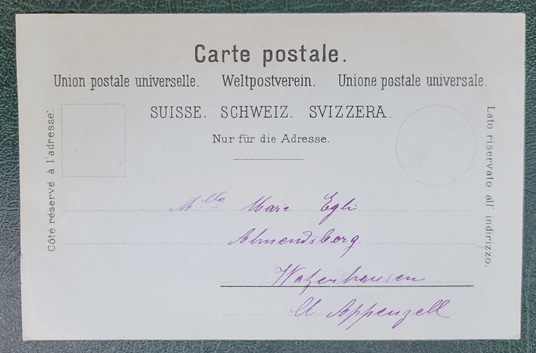 Carte postale.
Union postale universelle. Weltpostverein. Unione postale universale.
SUISSE. SCHWEIZ. SVIZZERA.
Nur für die Adresse.
Côté réservé à l'adresse.
Lato riservato all' indirizzo.
Mlle Marie Egli
Almendsberg
Walzenhausen
Ct. Appenzell